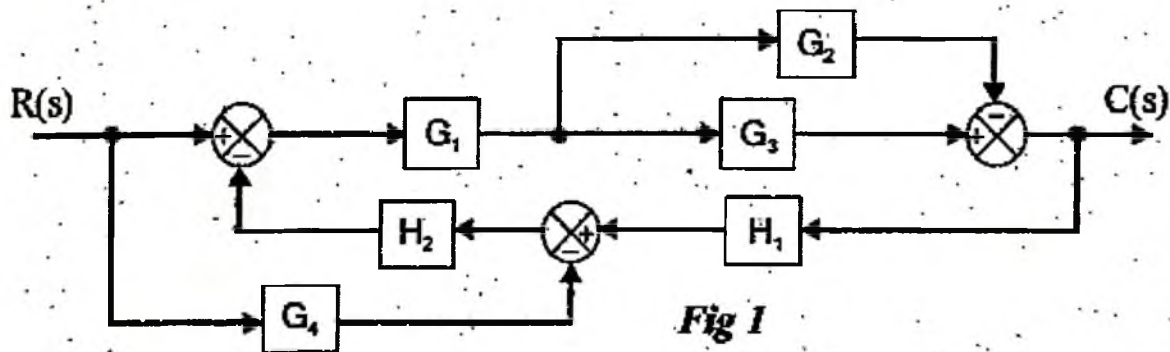 G₂
R(s)
C(s)
+
−
G₁
G₃
+
−
H₂
+
−
H₁
G₄
Fig 1